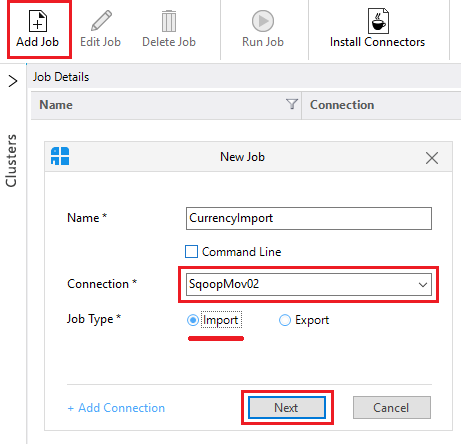 Add Job Edit Job Delete Job Run Job Install Connectors
Job Details
Name Connection
Clusters
New Job
Name * CurrencyImport
Command Line
Connection * SqoopMov02
Job Type * Import Export
+ Add Connection Next Cancel